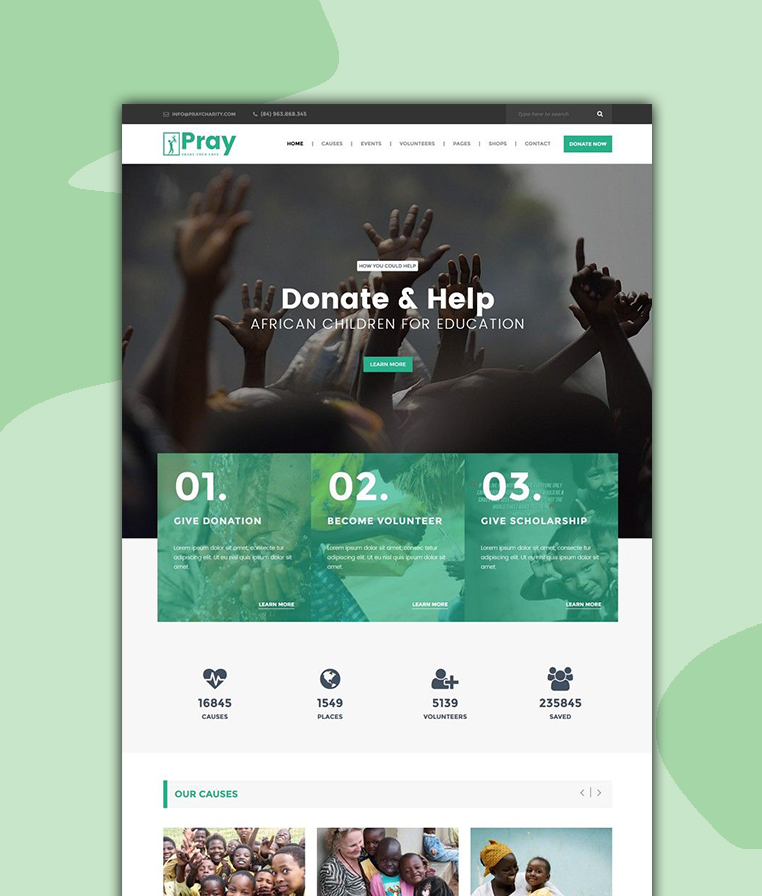 INFO@PRAYCHARITY.COM
(84) 963.868.345
Type here to search
Pray
SHARE YOUR LOVE
HOME | CAUSES | EVENTS | VOLUNTEERS | PAGES | SHOPS | CONTACT
DONATE NOW
HOW YOU COULD HELP
Donate & Help
AFRICAN CHILDREN FOR EDUCATION
LEARN MORE
01.
GIVE DONATION
Lorem ipsum dolor sit amet, consecte tur
adipiscing elit. Ut eu nisl quis ipsum dolor sit
amet.
LEARN MORE
02.
BECOME VOLUNTEER
Lorem ipsum dolor sit amet, consec tetur
adipiscing elit. Ut eu nisl quis ipsum dolor sit
amet.
LEARN MORE
03.
GIVE SCHOLARSHIP
Lorem ipsum dolor sit amet, consecte tur
adipiscing elit. Ut eu nisl quis ipsum dolor sit
amet.
LEARN MORE
16845
CAUSES
1549
PLACES
5139
VOLUNTEERS
235845
SAVED
OUR CAUSES